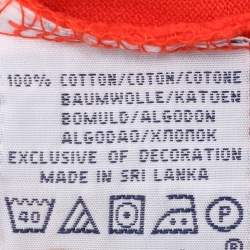 100% COTTON/COTON/COTONE
BAUMWOLLE/KATOEN
BOMULD/ALGODON
ALGODAO/ХЛОПОК
EXCLUSIVE OF DECORATION
MADE IN SRI LANKA
40 P